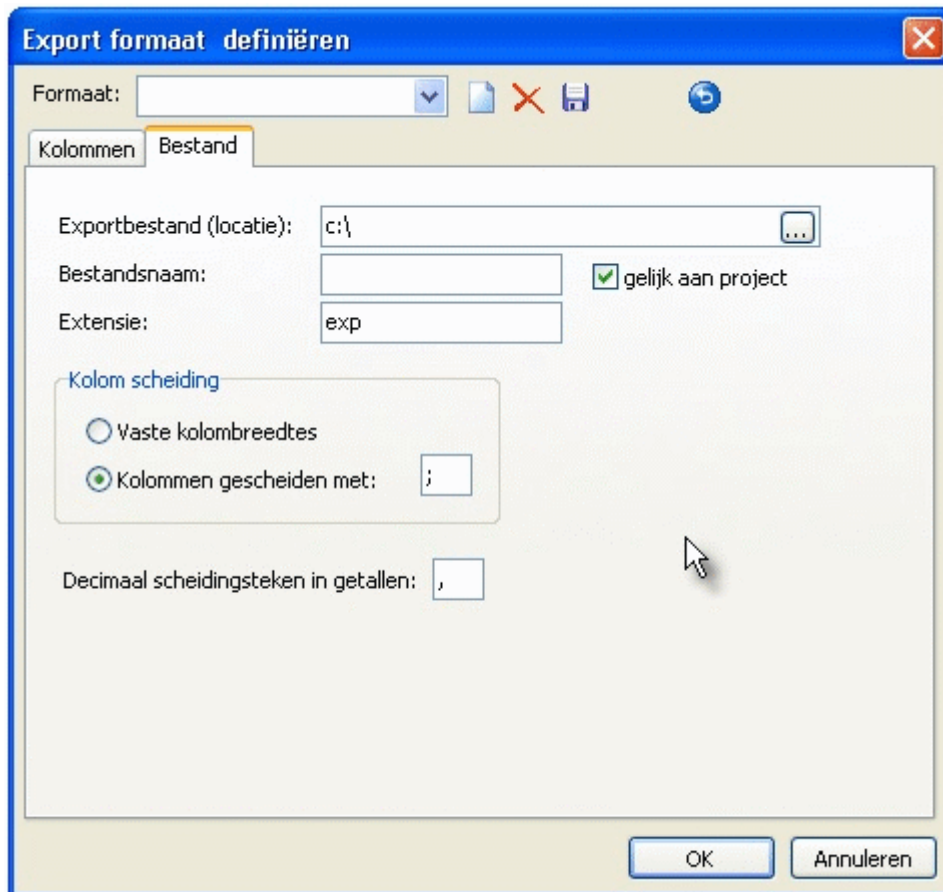 Export formaat  definiëren
Formaat:
Kolommen Bestand
Exportbestand (locatie): c:\ ...
Bestandsnaam: gelijk aan project
Extensie: exp
Kolom scheiding
Vaste kolombreedtes
Kolommen gescheiden met: ;
Decimaal scheidingsteken in getallen: ,
OK Annuleren